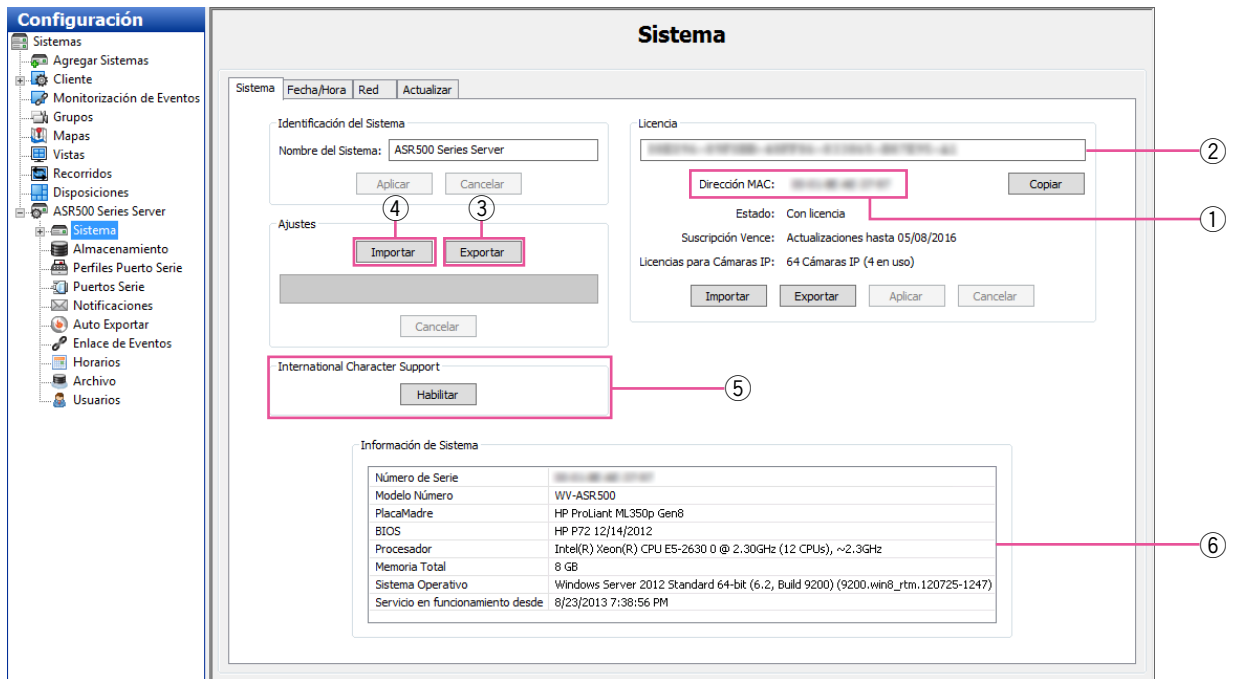 Configuración
Sistemas
Agregar Sistemas
Cliente
Monitorización de Eventos
Grupos
Mapas
Vistas
Recorridos
Disposiciones
ASR500 Series Server
Sistema
Almacenamiento
Perfiles Puerto Serie
Puertos Serie
Notificaciones
Auto Exportar
Enlace de Eventos
Horarios
Archivo
Usuarios
Sistema
Sistema Fecha/Hora Red Actualizar
Identificación del Sistema
Nombre del Sistema: ASR500 Series Server
Aplicar Cancelar
④ ③
Ajustes
Importar Exportar
Cancelar
International Character Support
Habilitar
⑤
Licencia
②
Dirección MAC:
Copiar
①
Estado: Con licencia
Suscripción Vence: Actualizaciones hasta 05/08/2016
Licencias para Cámaras IP: 64 Cámaras IP (4 en uso)
Importar Exportar Aplicar Cancelar
Información de Sistema
Número de Serie
Modelo Número WV-ASR500
PlacaMadre HP ProLiant ML350p Gen8
BIOS HP P72 12/14/2012
Procesador Intel(R) Xeon(R) CPU E5-2630 0 @ 2.30GHz (12 CPUs), ~2.3GHz
Memoria Total 8 GB
Sistema Operativo Windows Server 2012 Standard 64-bit (6.2, Build 9200) (9200.win8_rtm.120725-1247)
Servicio en funcionamiento desde 8/23/2013 7:38:56 PM
⑥